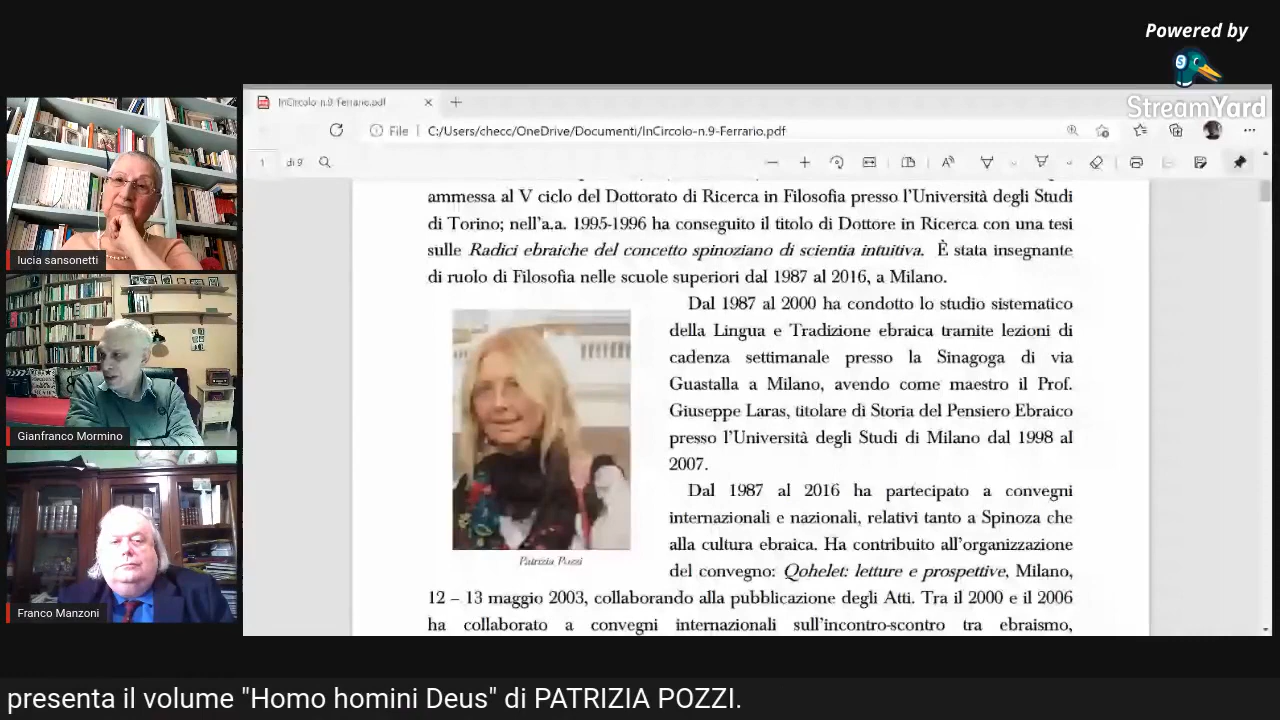 Powered by
StreamYard
InCircolo-n.9-Ferrario.pdf
File
C:/Users/checc/OneDrive/Documenti/InCircolo-n.9-Ferrario.pdf
1 di 9
ammessa al V ciclo del Dottorato di Ricerca in Filosofia presso l'Università degli Studi
di Torino; nell'a.a. 1995-1996 ha conseguito il titolo di Dottore in Ricerca con una tesi
sulle Radici ebraiche del concetto spinoziano di scientia intuitiva. È stata insegnante
di ruolo di Filosofia nelle scuole superiori dal 1987 al 2016, a Milano.
Dal 1987 al 2000 ha condotto lo studio sistematico
della Lingua e Tradizione ebraica tramite lezioni di
cadenza settimanale presso la Sinagoga di via
Guastalla a Milano, avendo come maestro il Prof.
Giuseppe Laras, titolare di Storia del Pensiero Ebraico
presso l'Università degli Studi di Milano dal 1998 al
2007.
Dal 1987 al 2016 ha partecipato a convegni
internazionali e nazionali, relativi tanto a Spinoza che
alla cultura ebraica. Ha contribuito all'organizzazione
del convegno: Qohelet: letture e prospettive, Milano,
Patrizia Pozzi
12 – 13 maggio 2003, collaborando alla pubblicazione degli Atti. Tra il 2000 e il 2006
ha collaborato a convegni internazionali sull'incontro-scontro tra ebraismo,
lucia sansonetti
Gianfranco Mormino
Franco Manzoni
presenta il volume "Homo homini Deus" di PATRIZIA POZZI.